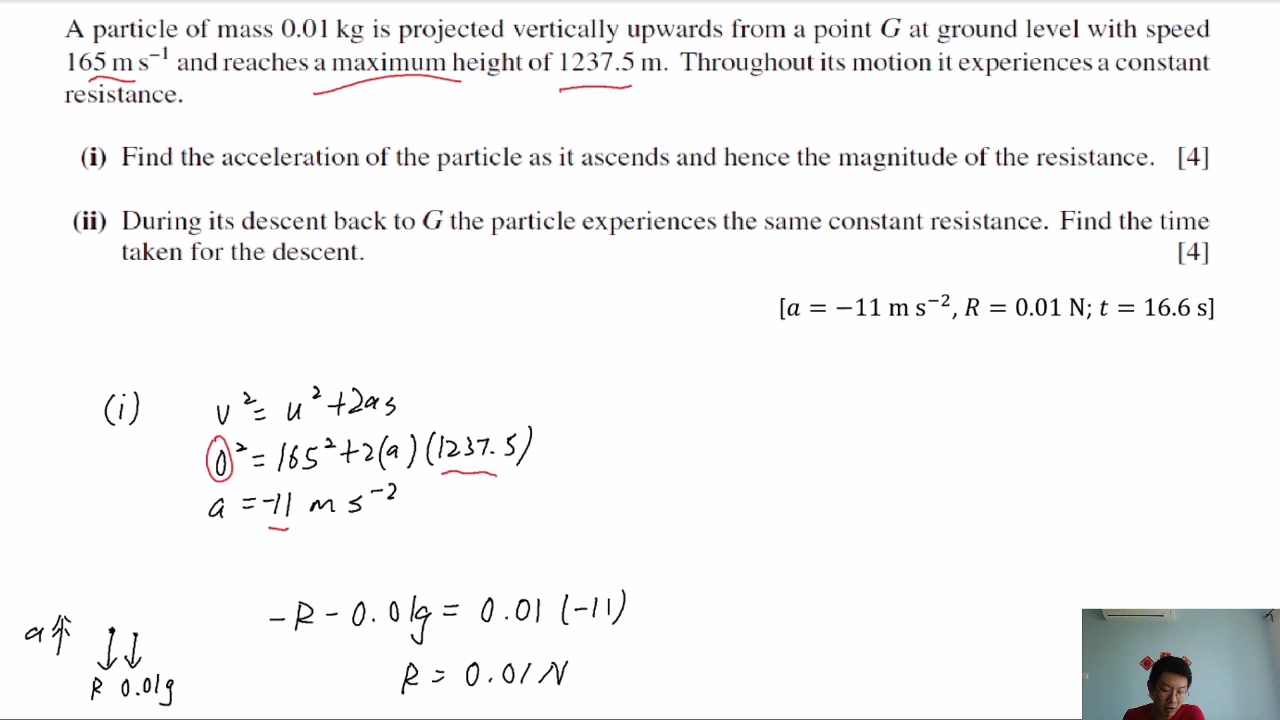 A particle of mass 0.01 kg is projected vertically upwards from a point G at ground level with speed
165 m s⁻¹ and reaches a maximum height of 1237.5 m. Throughout its motion it experiences a constant
resistance.
(i) Find the acceleration of the particle as it ascends and hence the magnitude of the resistance. [4]
(ii) During its descent back to G the particle experiences the same constant resistance. Find the time
taken for the descent. [4]
[a = −11 m s⁻², R = 0.01 N; t = 16.6 s]
(i) v² = u² + 2as
0² = 165² + 2(a)(1237.5)
a = -11 m s⁻²
-R - 0.01g = 0.01 (-11)
a↑ ↓↓
R = 0.01 N
R 0.01g